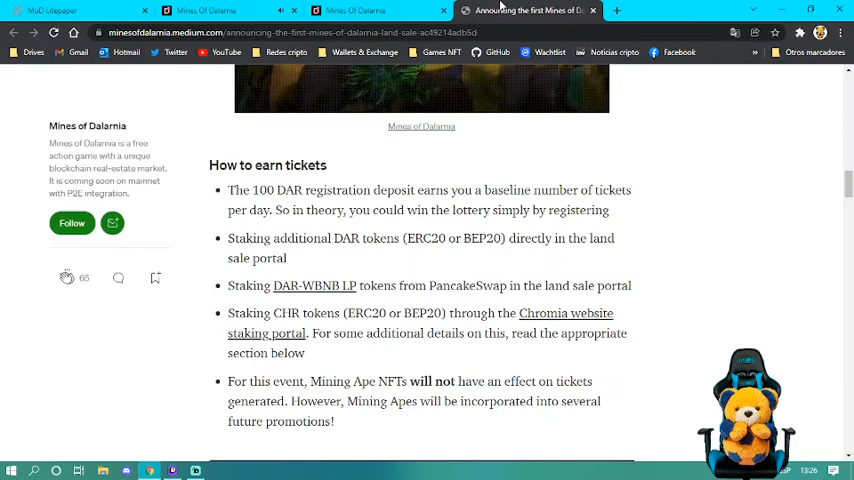 MoD Litepaper
Mines Of Dalarnia
Mines Of Dalarnia
Announcing the first Mines of Da
minesofdalarnia.medium.com/announcing-the-first-mines-of-dalarnia-land-sale-ac49214adb5d
Drives
Gmail
Hotmail
Twitter
YouTube
Redes cripto
Wallets & Exchange
Games NFT
GitHub
Wachtlist
Mi Portafolio Desli...
Facebook
Otros marcadores
Mines of Dalarnia
Mines of Dalarnia
Mines of Dalarnia is a free
action game with a unique
blockchain real-estate market.
It is coming soon on mainnet
with P2E integration.
Follow
65
How to earn tickets
The 100 DAR registration deposit earns you a baseline number of tickets
per day. So in theory, you could win the lottery simply by registering
Staking additional DAR tokens (ERC20 or BEP20) directly in the land
sale portal
Staking DAR-WBNB LP tokens from PancakeSwap in the land sale portal
Staking CHR tokens (ERC20 or BEP20) through the Chromia website
staking portal. For some additional details on this, read the appropriate
section below
For this event, Mining Ape NFTs will not have an effect on tickets
generated. However, Mining Apes will be incorporated into several
future promotions!
13:26